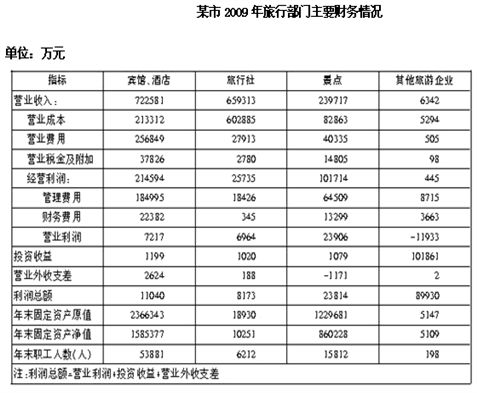 某市 2009 年旅行部门主要财务情况
单位：万元
指标 宾馆、酒店 旅行社 景点 其他旅游企业
营业收入： 722581 659313 239717 6342
营业成本 213312 602885 82863 5294
营业费用 256849 27913 40335 505
营业税金及附加 37826 2780 14805 98
经营利润： 214594 25735 101714 445
管理费用 184995 18426 64509 8715
财务费用 22382 345 13299 3663
营业利润 7217 6964 23906 -11933
投资收益 1199 1020 1079 101861
营业外收支差 2624 188 -1171 2
利润总额 11040 8173 23814 89930
年末固定资产原值 2366343 18930 1229681 5147
年末固定资产净值 1585377 10251 860228 5109
年末职工人数(人) 53881 6212 15812 198
注：利润总额=营业利润+投资收益+营业外收支差